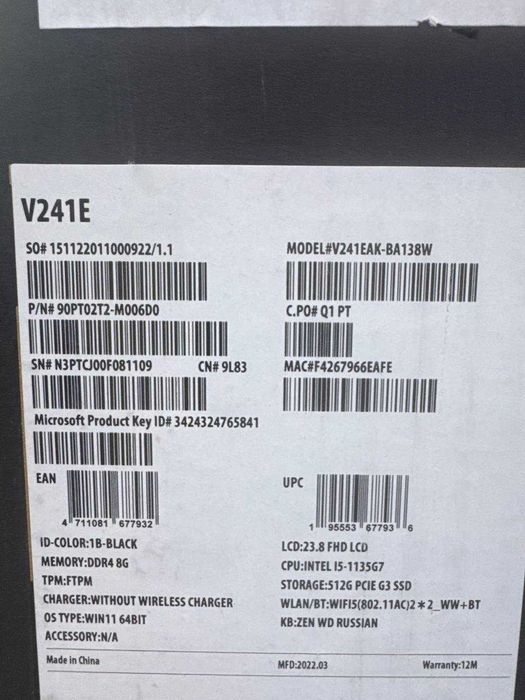 V241E
SO# 151122011000922/1.1
MODEL#V241EAK-BA138W
P/N# 90PT02T2-M006D0
C.PO# Q1 PT
SN# N3PTCJ00F081109 CN# 9L83
MAC#F4267966EAFE
Microsoft Product Key ID# 3424324765841
EAN
4 711081 677932
UPC
1 95553 67793 6
ID-COLOR:1B-BLACK
MEMORY:DDR4 8G
TPM:FTPM
CHARGER:WITHOUT WIRELESS CHARGER
OS TYPE:WIN11 64BIT
ACCESSORY:N/A
LCD:23.8 FHD LCD
CPU:INTEL I5-1135G7
STORAGE:512G PCIE G3 SSD
WLAN/BT:WIFI5(802.11AC)2*2_WW+BT
KB:ZEN WD RUSSIAN
Made in China
MFD:2022.03
Warranty:12M